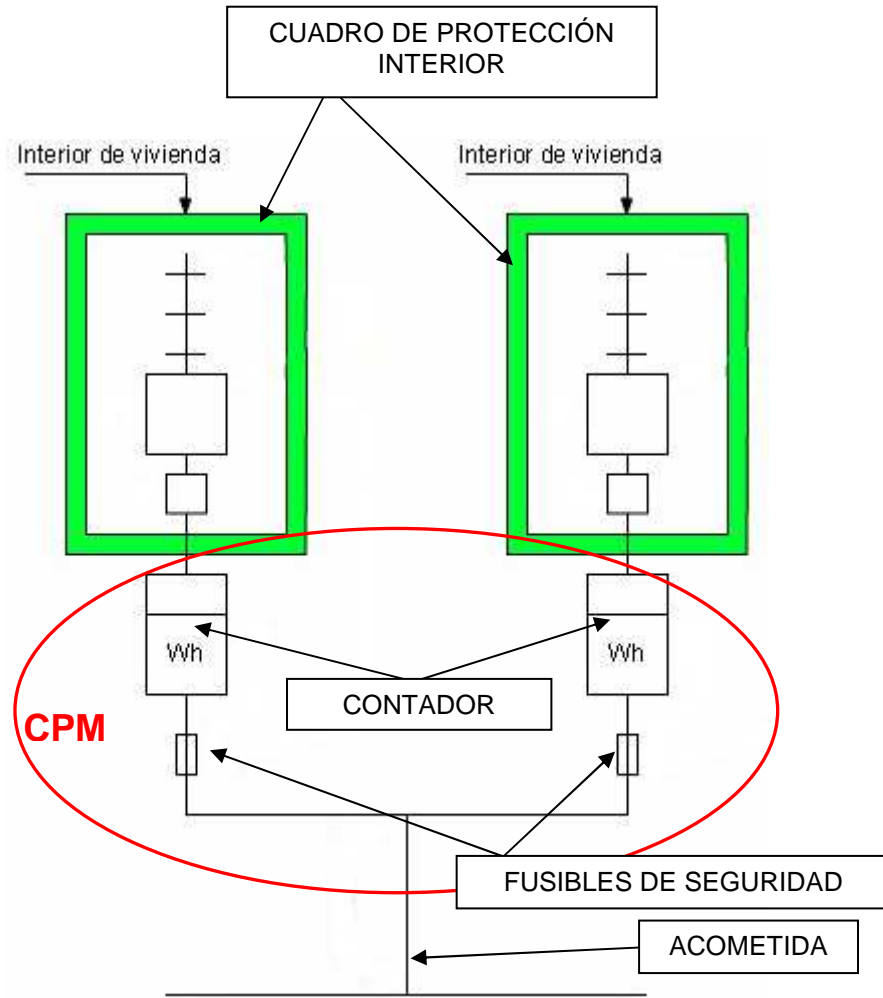 CUADRO DE PROTECCIÓN
INTERIOR
Interior de vivienda
Interior de vivienda
Wh
Wh
CONTADOR
CPM
FUSIBLES DE SEGURIDAD
ACOMETIDA